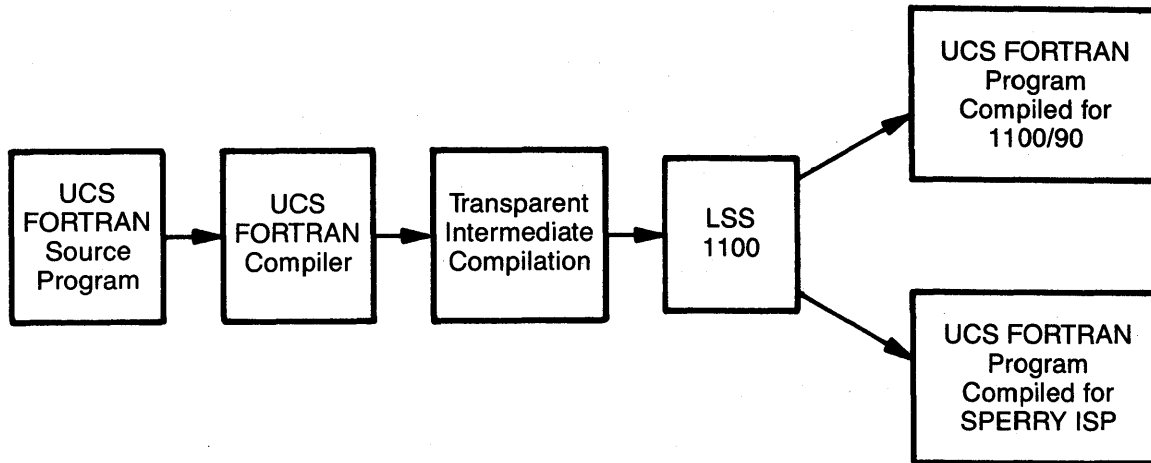 UCS
FORTRAN
Source
Program
UCS
FORTRAN
Compiler
Transparent
Intermediate
Compilation
LSS
1100
UCS FORTRAN
Program
Compiled for
1100/90
UCS FORTRAN
Program
Compiled for
SPERRY ISP